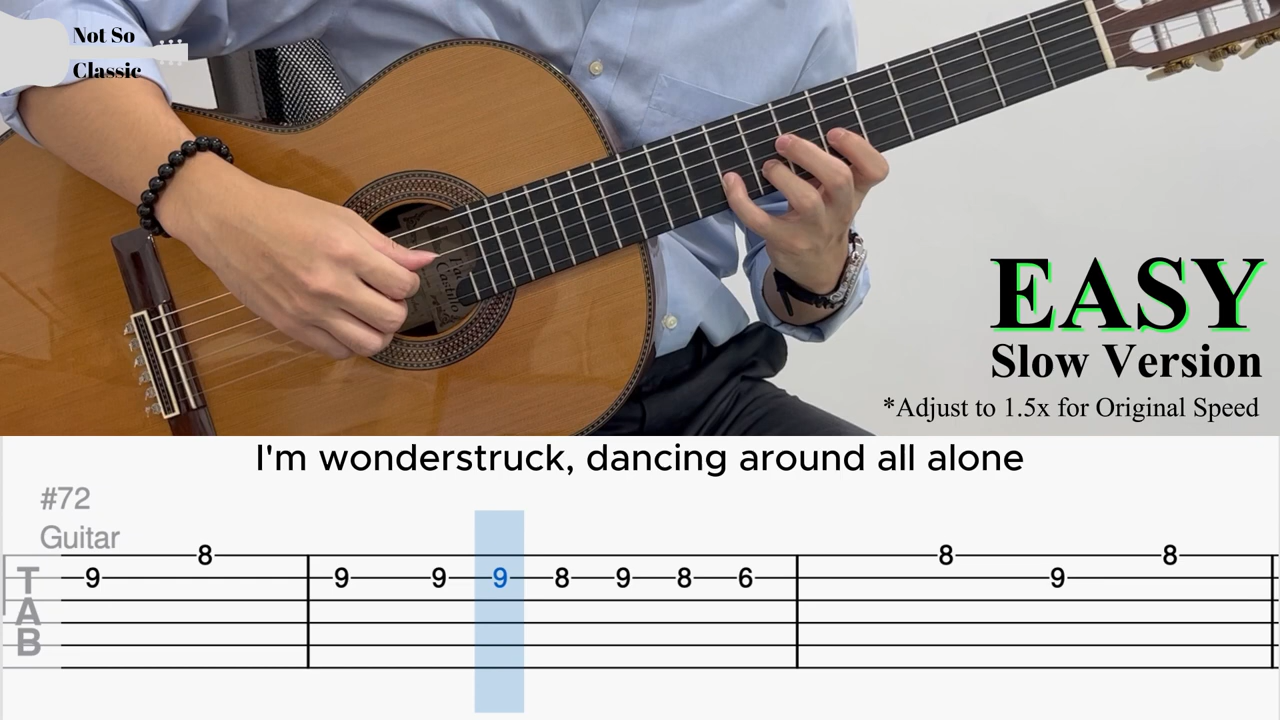 Not So
Classic
EASY
Slow Version
*Adjust to 1.5x for Original Speed
I'm wonderstruck, dancing around all alone
#72
Guitar
8 8 8
T A B 9 9 9 9 8 9 8 6 9